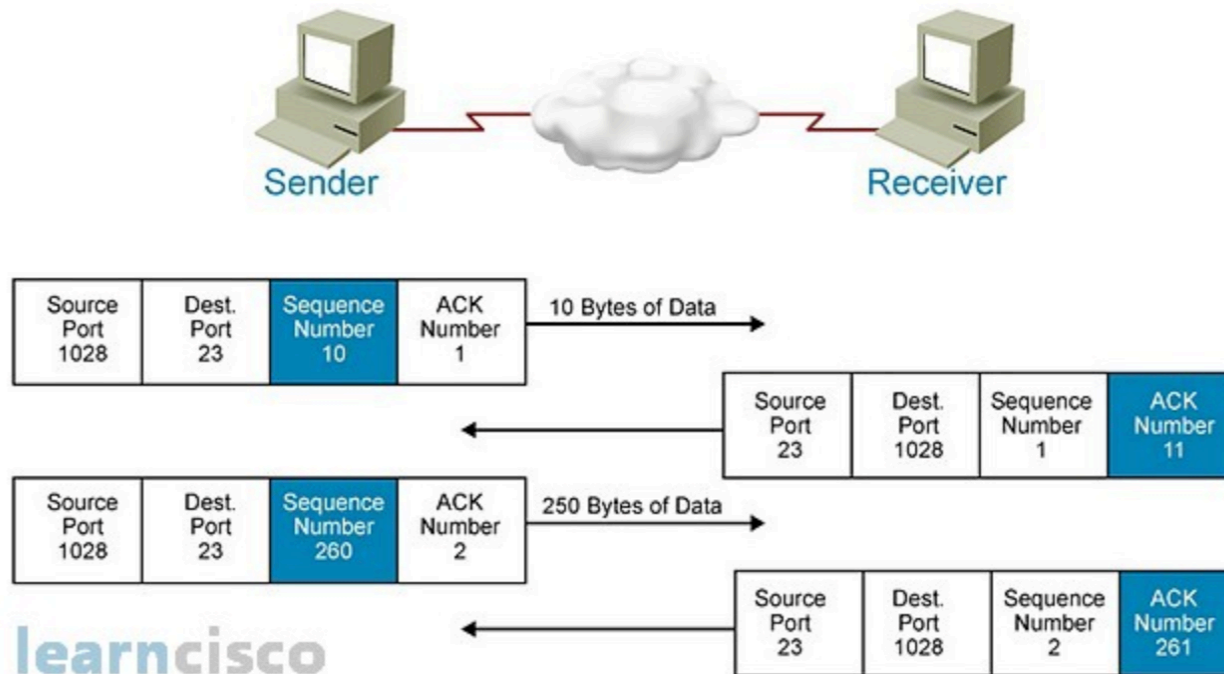 Sender
Receiver
Source
Port
1028
Dest.
Port
23
Sequence
Number
10
ACK
Number
1
10 Bytes of Data
Source
Port
23
Dest.
Port
1028
Sequence
Number
1
ACK
Number
11
Source
Port
1028
Dest.
Port
23
Sequence
Number
260
ACK
Number
2
250 Bytes of Data
Source
Port
23
Dest.
Port
1028
Sequence
Number
2
ACK
Number
261
learncisco